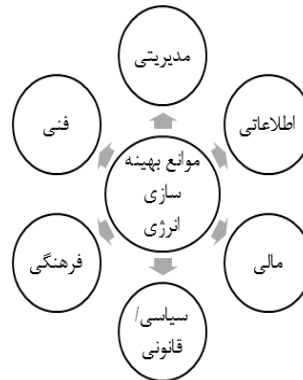 مدیریتی
اطلاعاتی
فنی
موانع بهینه
سازی
انرژی
مالی
فرهنگی
سیاسی/
قانونی